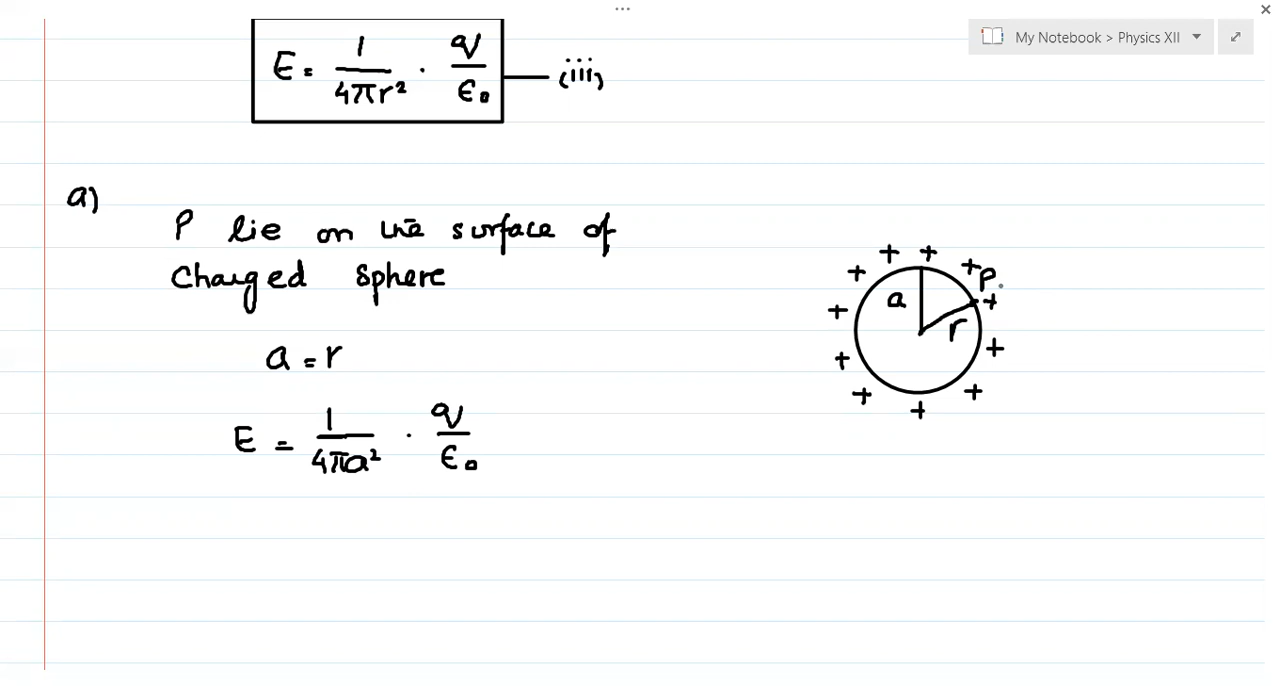 ...
My Notebook > Physics XII
E = 1/4πr² · q/ε₀ — (iii)
a)
P lie on the surface of
Charged sphere
a = r
E = 1/4πa² · q/ε₀
+ + + + + + + + + + + +
P
a
r